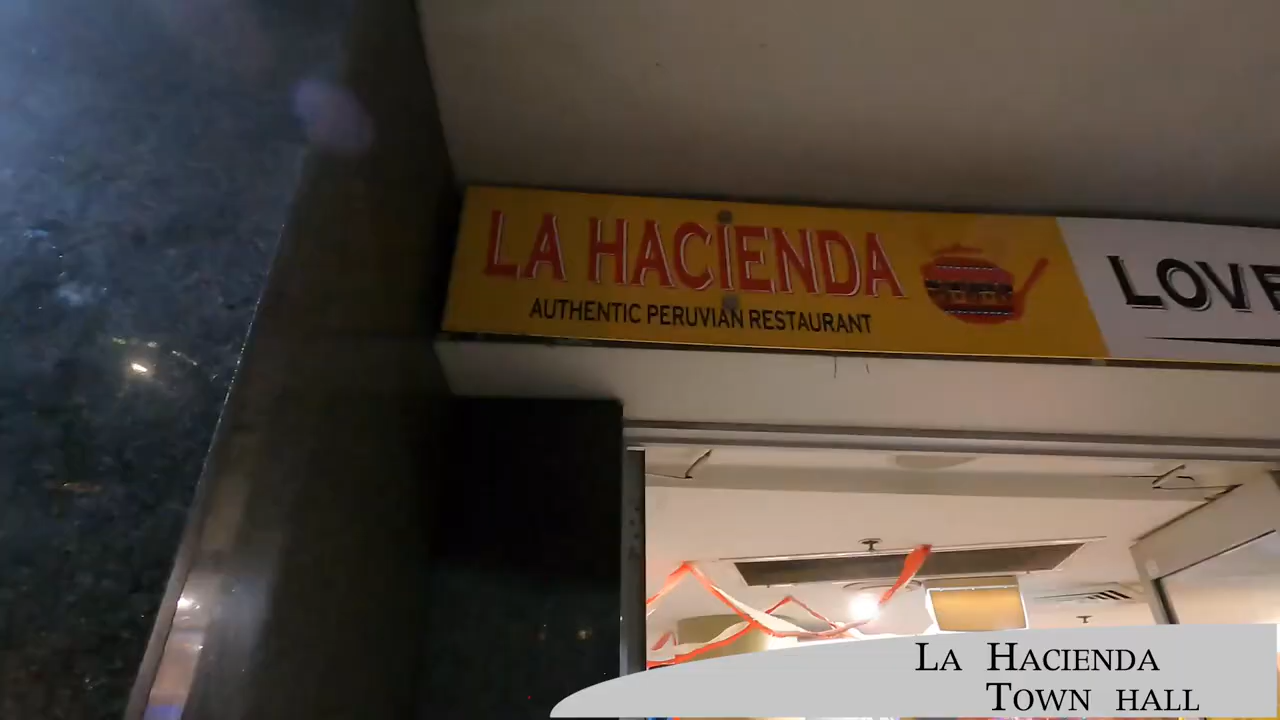 LA HACIENDA
AUTHENTIC PERUVIAN RESTAURANT
LOVE
LA HACIENDA
TOWN HALL